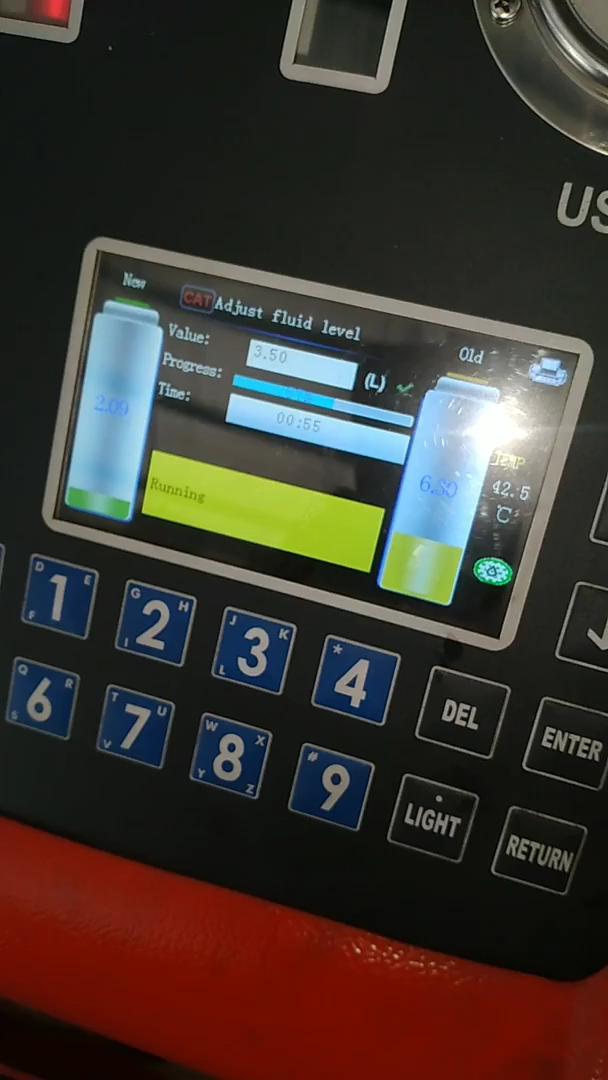 US
New
CAT Adjust fluid level
Old
Value: 3.50 (L)
Progress:
Time: 00:55
2.09
6.30
42.5
℃
Running
D E 1 F
G H 2 I
J K 3 L
* 4
DEL
ENTER
Q R 6 S
T U 7 V
W X 8 Y Z
# 9
LIGHT
RETURN